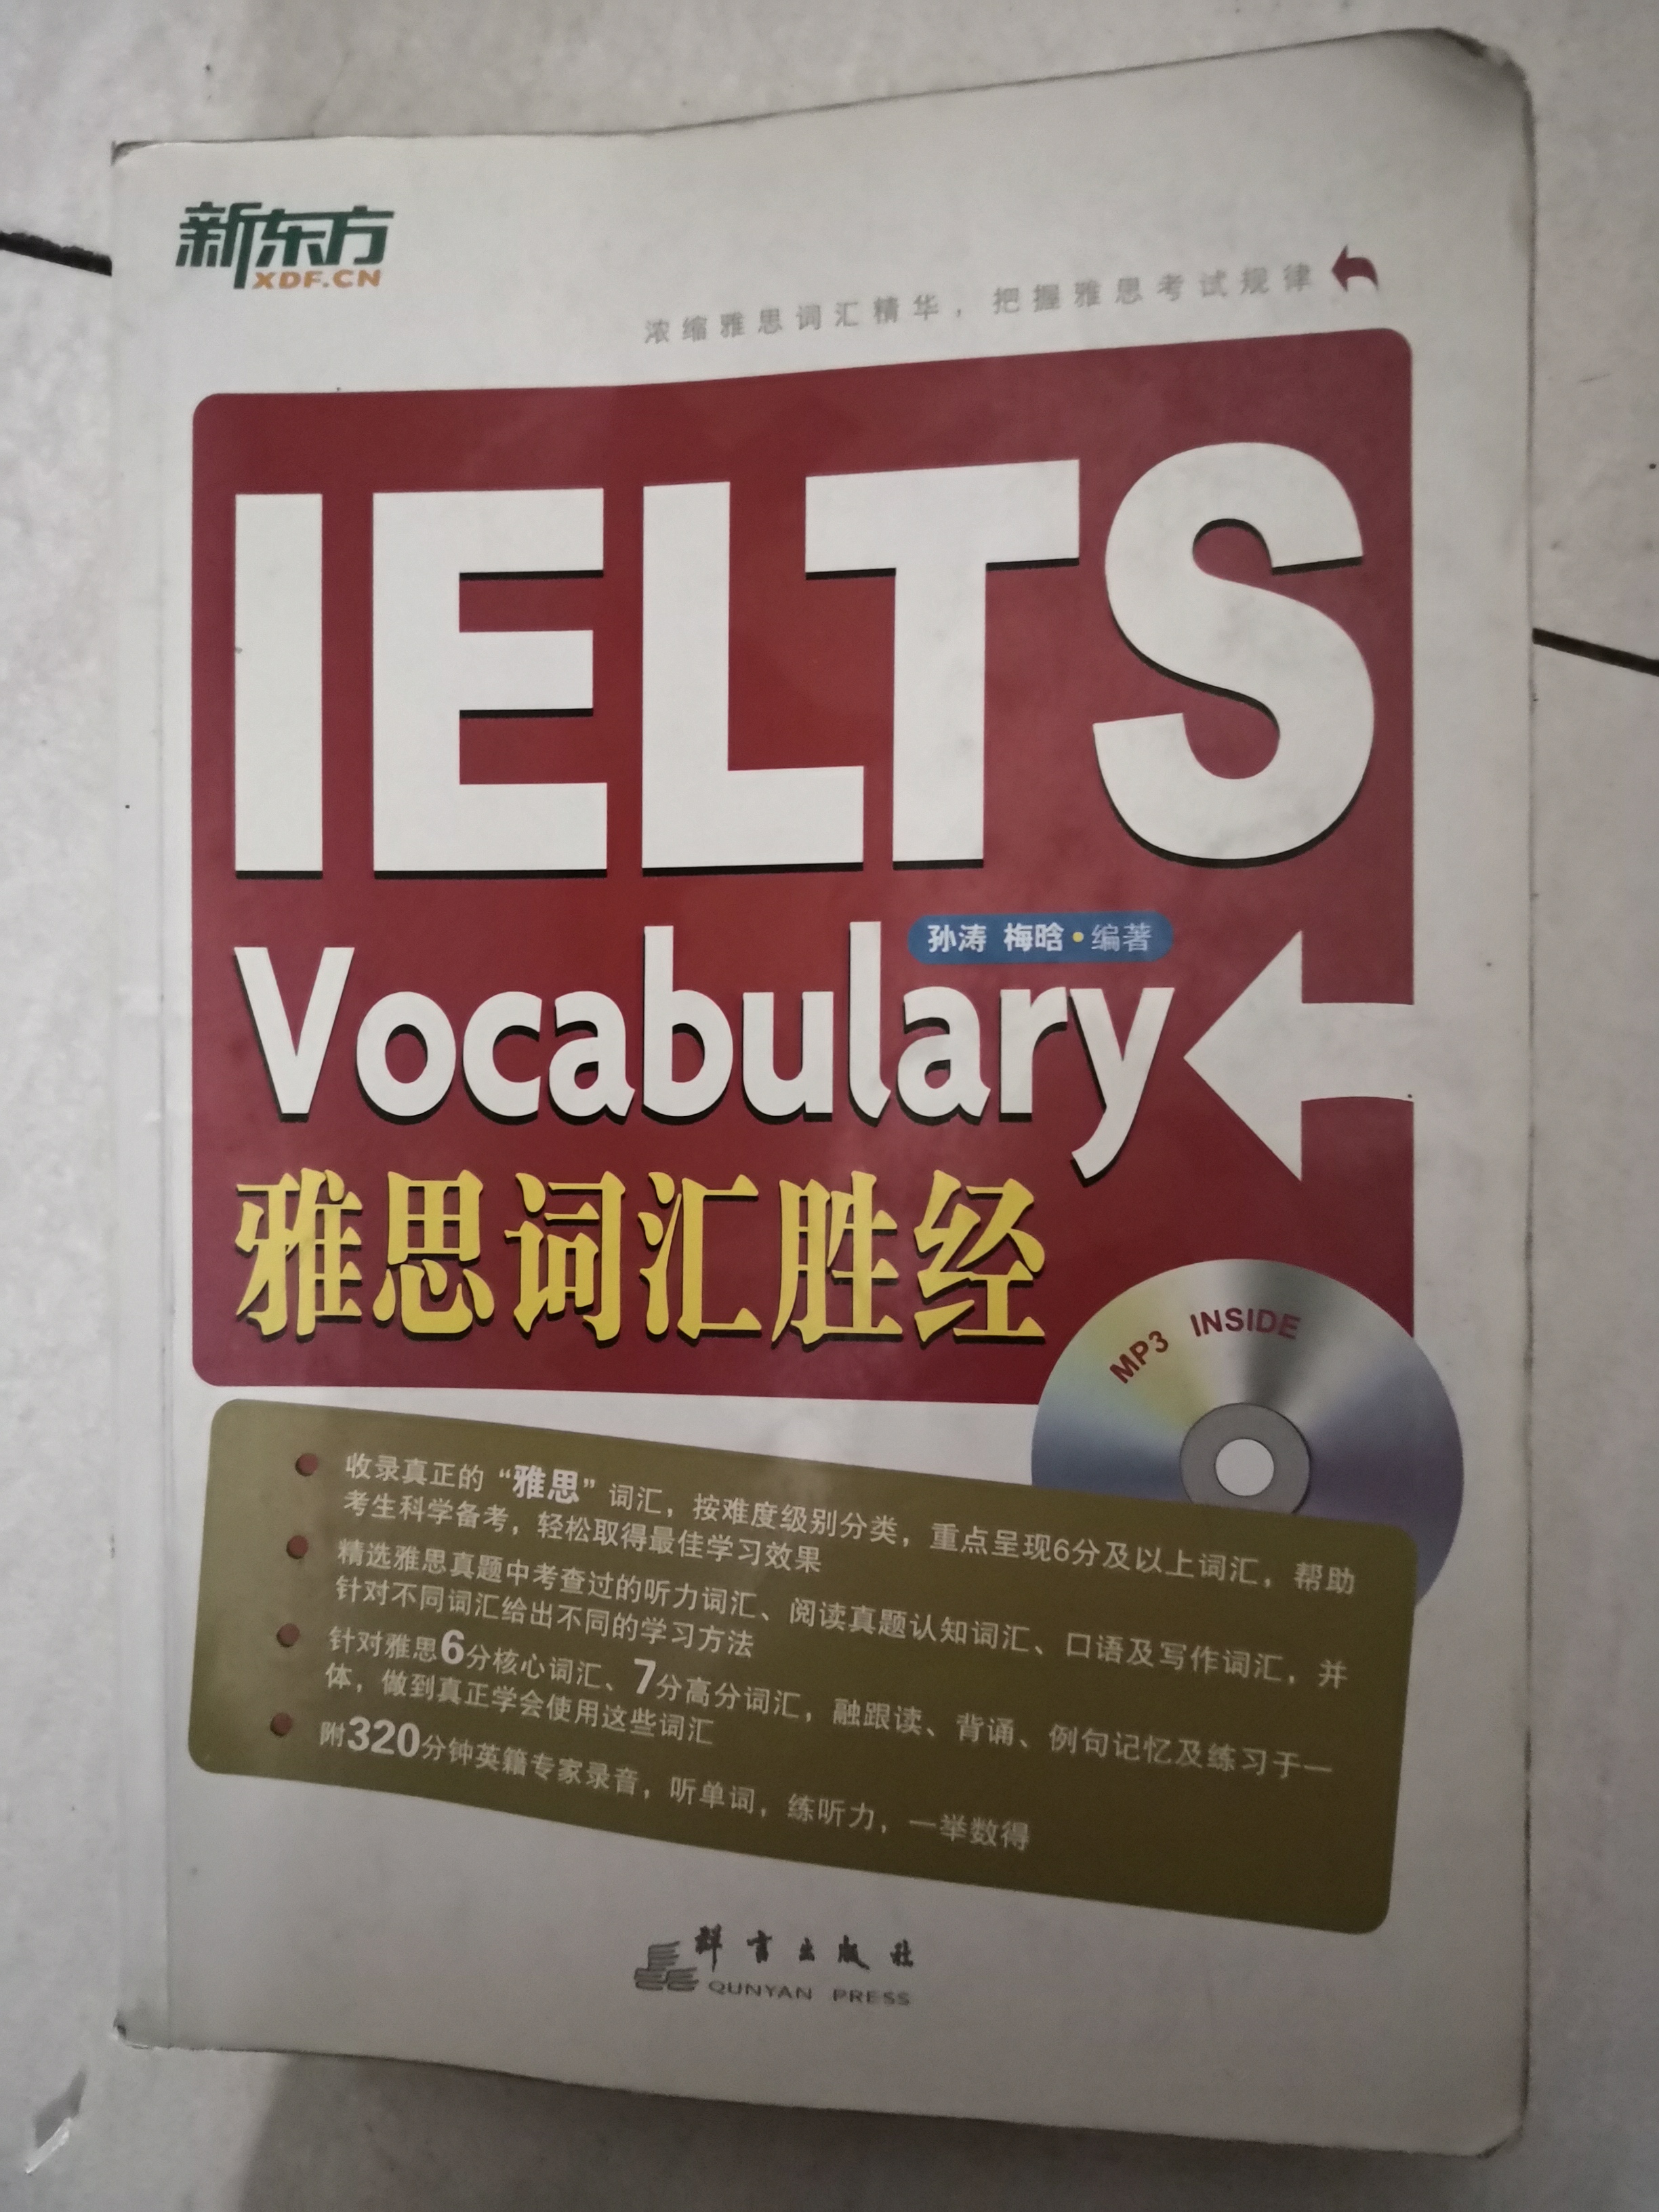 新东方
XDF.CN
浓缩雅思词汇精华，把握雅思考试规律
IELTS
孙涛 梅晗·编著
Vocabulary
雅思词汇胜经
MP3 INSIDE
收录真正的“雅思”词汇，按难度级别分类，重点呈现6分及以上词汇，帮助
考生科学备考，轻松取得最佳学习效果
精选雅思真题中考查过的听力词汇、阅读真题认知词汇、口语及写作词汇，并
针对不同词汇给出不同的学习方法
针对雅思6分核心词汇、7分高分词汇，融跟读、背诵、例句记忆及练习于一
体，做到真正学会使用这些词汇
附320分钟英籍专家录音，听单词，练听力，一举数得
群言出版社
QUNYAN PRESS